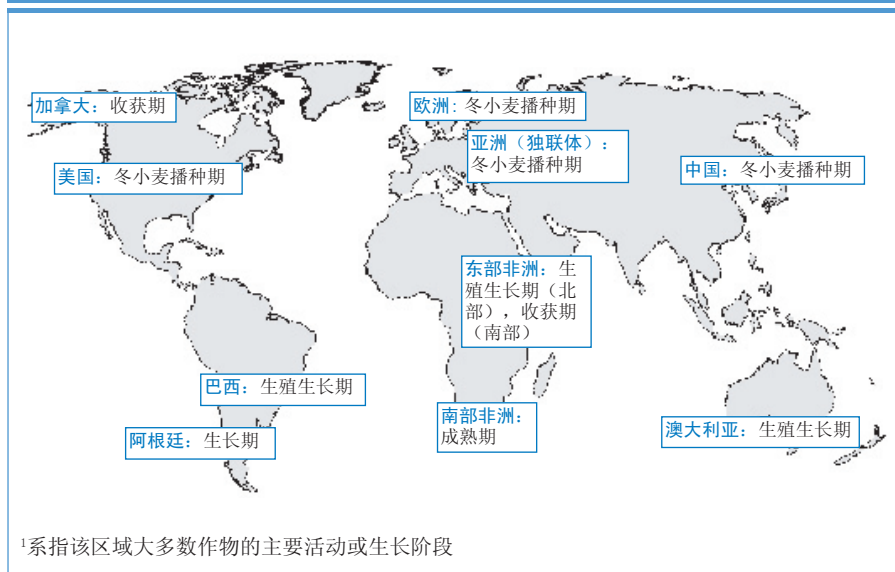 加拿大：收获期
欧洲: 冬小麦播种期
亚洲（独联体）：
冬小麦播种期
美国：冬小麦播种期
中国：冬小麦播种期
东部非洲：生
殖生长期（北
部），收获期
（南部）
巴西：生殖生长期
南部非洲：
成熟期
阿根廷：生长期
澳大利亚：生殖生长期
¹系指该区域大多数作物的主要活动或生长阶段